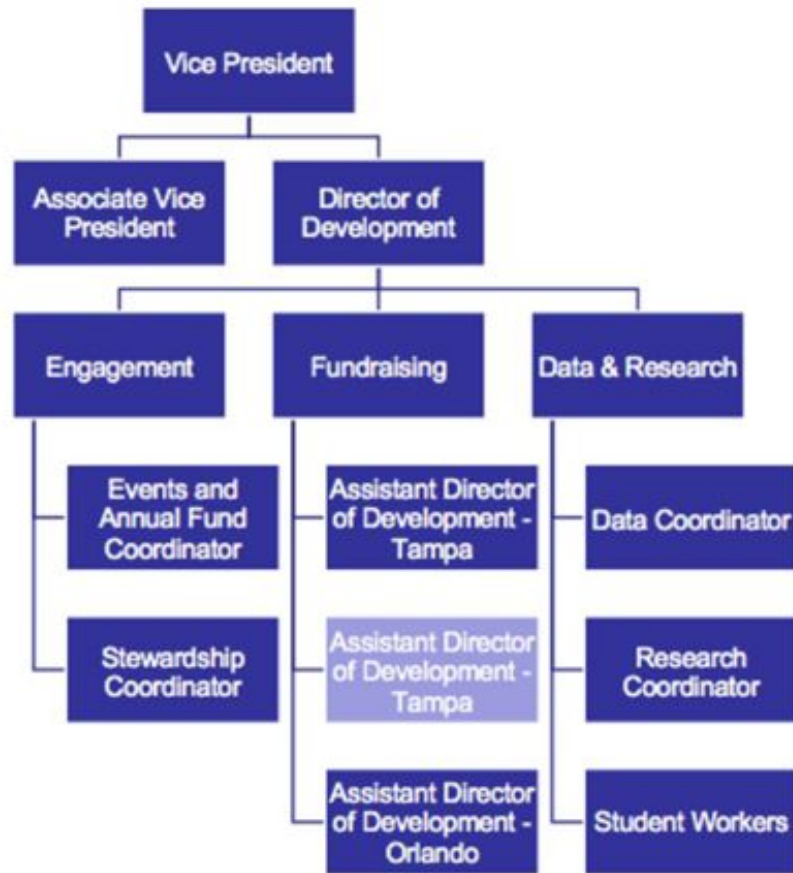 Vice President
Associate Vice
President
Director of
Development
Engagement
Fundraising
Data & Research
Events and
Annual Fund
Coordinator
Stewardship
Coordinator
Assistant Director
of Development -
Tampa
Assistant Director
of Development -
Tampa
Assistant Director
of Development -
Orlando
Data Coordinator
Research
Coordinator
Student Workers